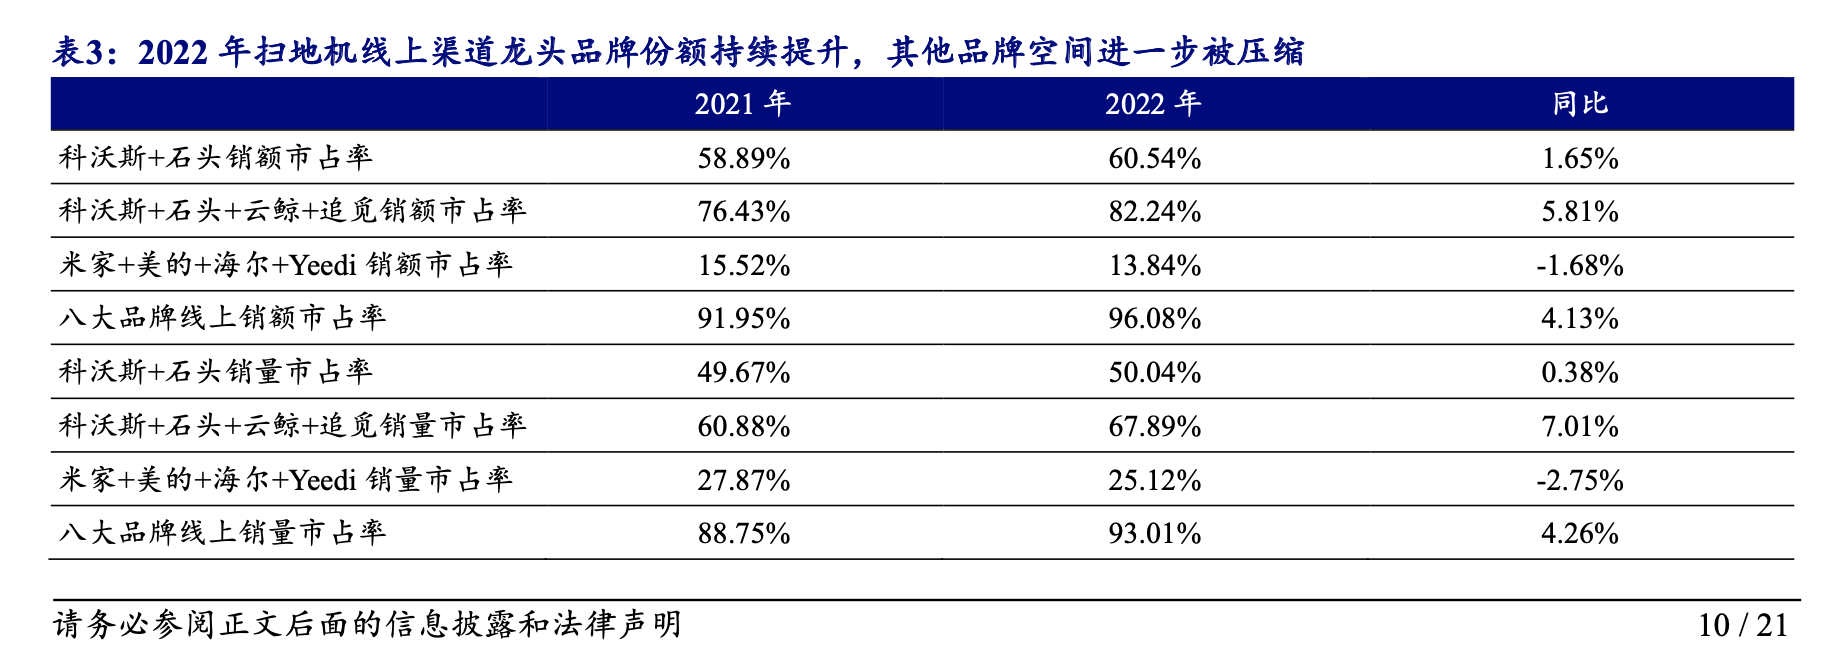 表3：2022 年扫地机线上渠道龙头品牌份额持续提升，其他品牌空间进一步被压缩
2021 年 2022 年 同比
科沃斯+石头销额市占率 58.89% 60.54% 1.65%
科沃斯+石头+云鲸+追觅销额市占率 76.43% 82.24% 5.81%
米家+美的+海尔+Yeedi 销额市占率 15.52% 13.84% -1.68%
八大品牌线上销额市占率 91.95% 96.08% 4.13%
科沃斯+石头销量市占率 49.67% 50.04% 0.38%
科沃斯+石头+云鲸+追觅销量市占率 60.88% 67.89% 7.01%
米家+美的+海尔+Yeedi 销量市占率 27.87% 25.12% -2.75%
八大品牌线上销量市占率 88.75% 93.01% 4.26%
请务必参阅正文后面的信息披露和法律声明 10 / 21